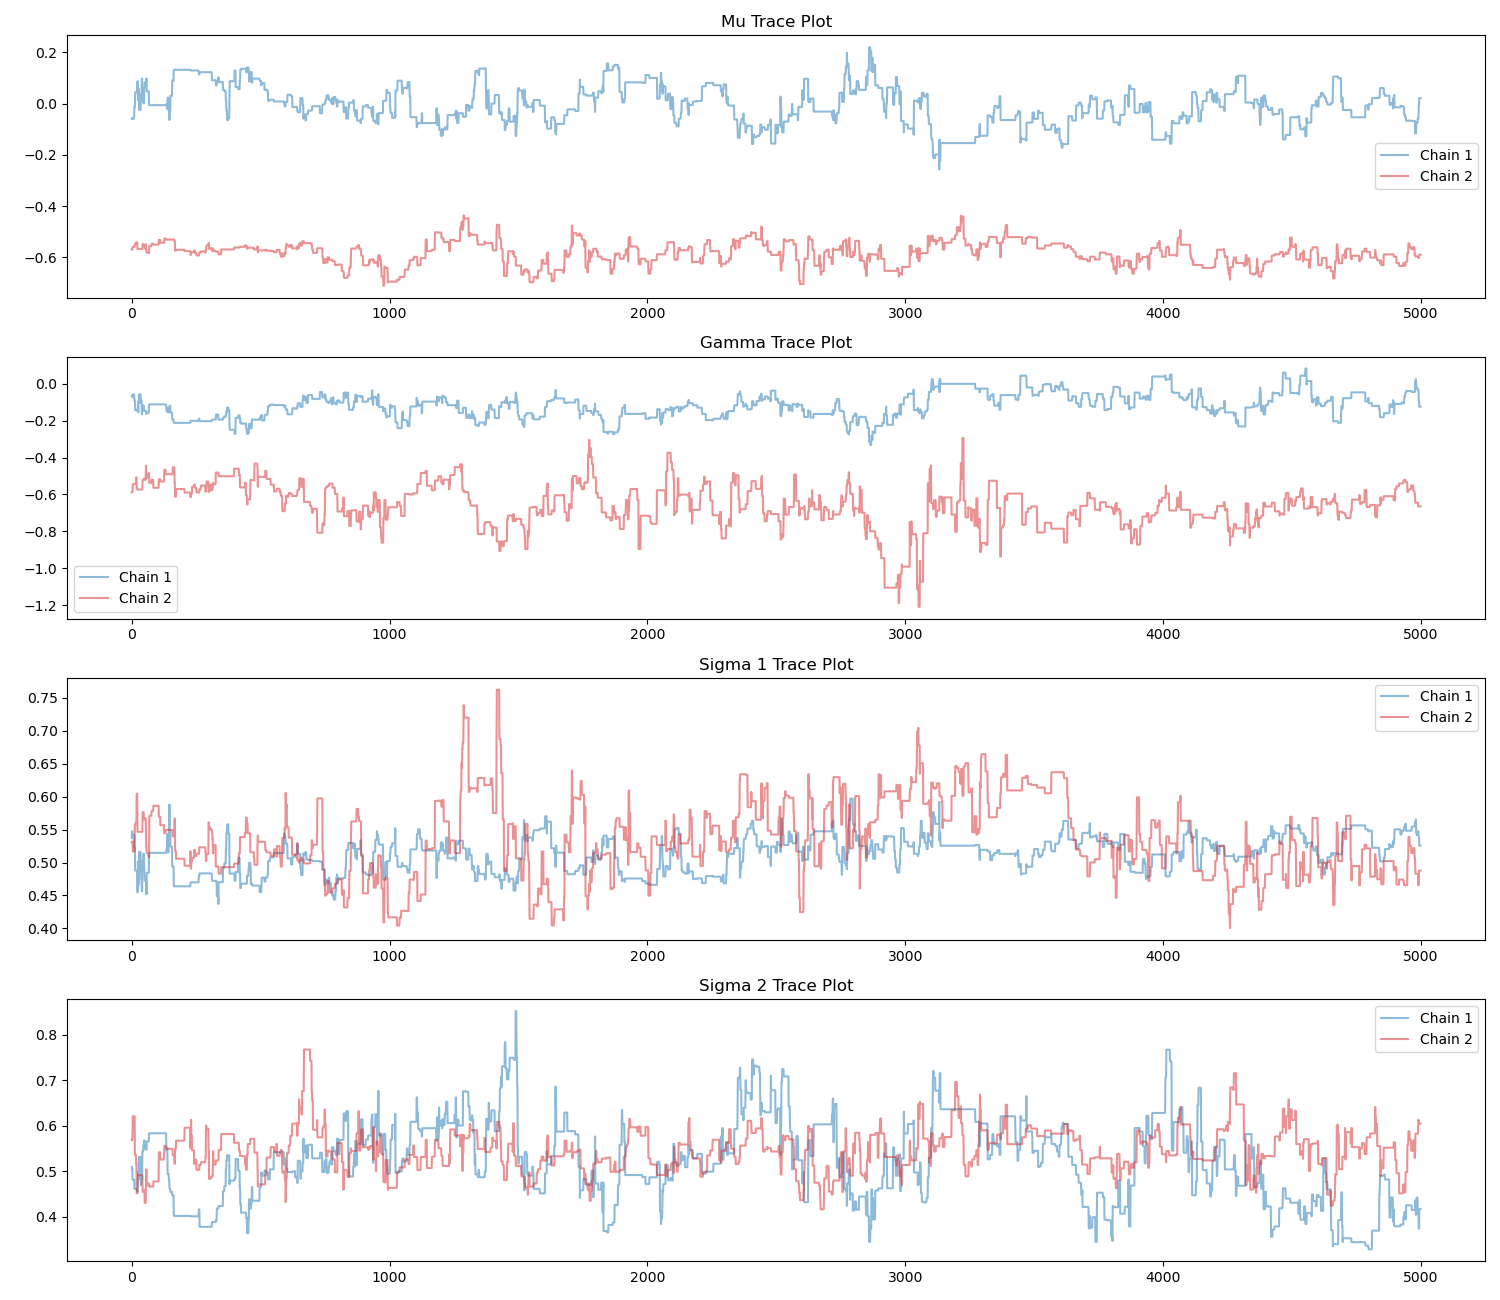 Mu Trace Plot
0.2
0.0
−0.2
−0.4
−0.6
Chain 1
Chain 2
0 1000 2000 3000 4000 5000
Gamma Trace Plot
0.0
−0.2
−0.4
−0.6
−0.8
−1.0
−1.2
Chain 1
Chain 2
0 1000 2000 3000 4000 5000
Sigma 1 Trace Plot
0.75
0.70
0.65
0.60
0.55
0.50
0.45
0.40
Chain 1
Chain 2
0 1000 2000 3000 4000 5000
Sigma 2 Trace Plot
0.8
0.7
0.6
0.5
0.4
Chain 1
Chain 2
0 1000 2000 3000 4000 5000